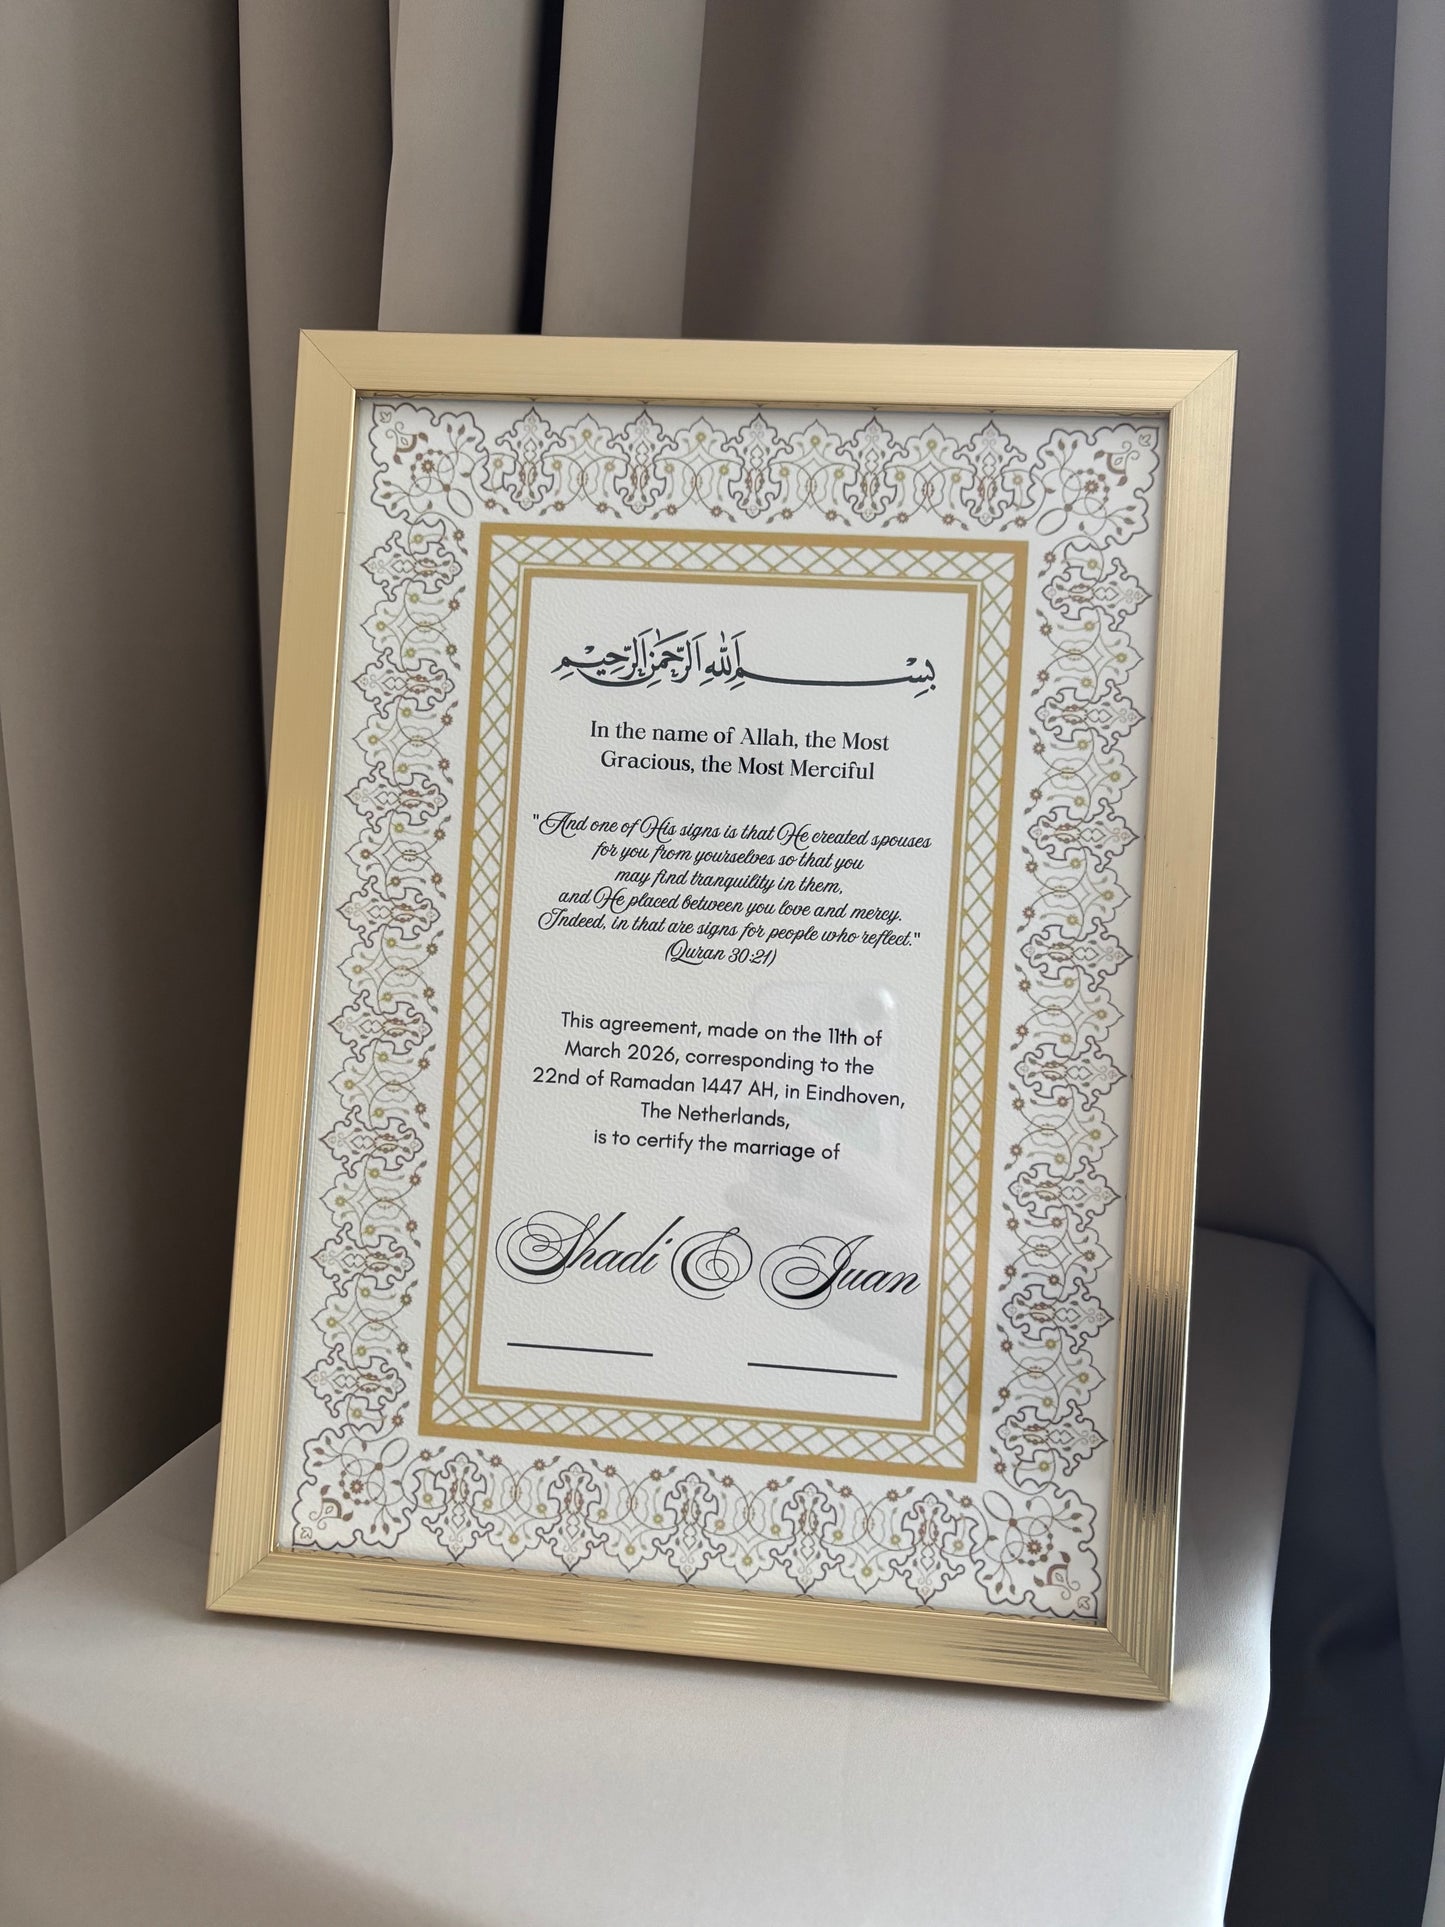 بِسْمِ اللهِ الرَّحْمٰنِ الرَّحِيْمِ
In the name of Allah, the Most
Gracious, the Most Merciful
"And one of His signs is that He created spouses
for you from yourselves so that you
may find tranquility in them,
and He placed between you love and mercy.
Indeed, in that are signs for people who reflect."
(Quran 30:21)
This agreement, made on the 11th of
March 2026, corresponding to the
22nd of Ramadan 1447 AH, in Eindhoven,
The Netherlands,
is to certify the marriage of
Shadi & Juan